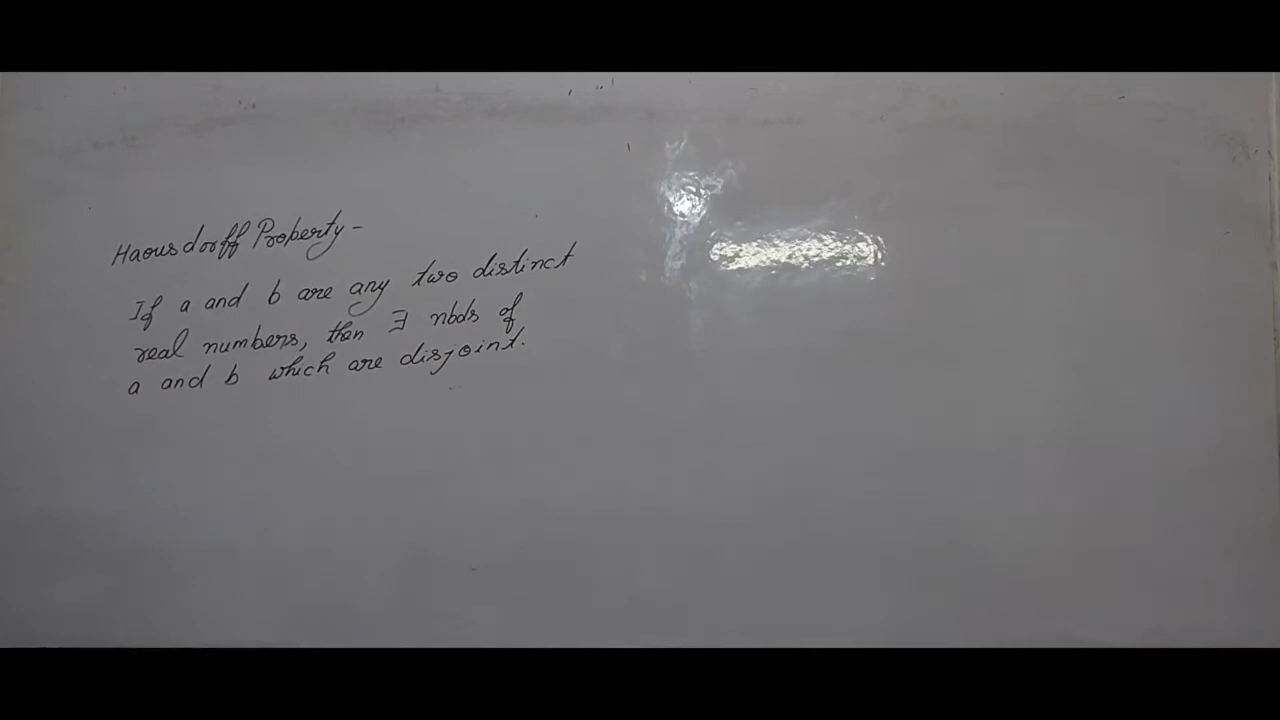 Haousdorff Property -
If a and b are any two distinct
real numbers, then ∃ nbds of
a and b which are disjoint.